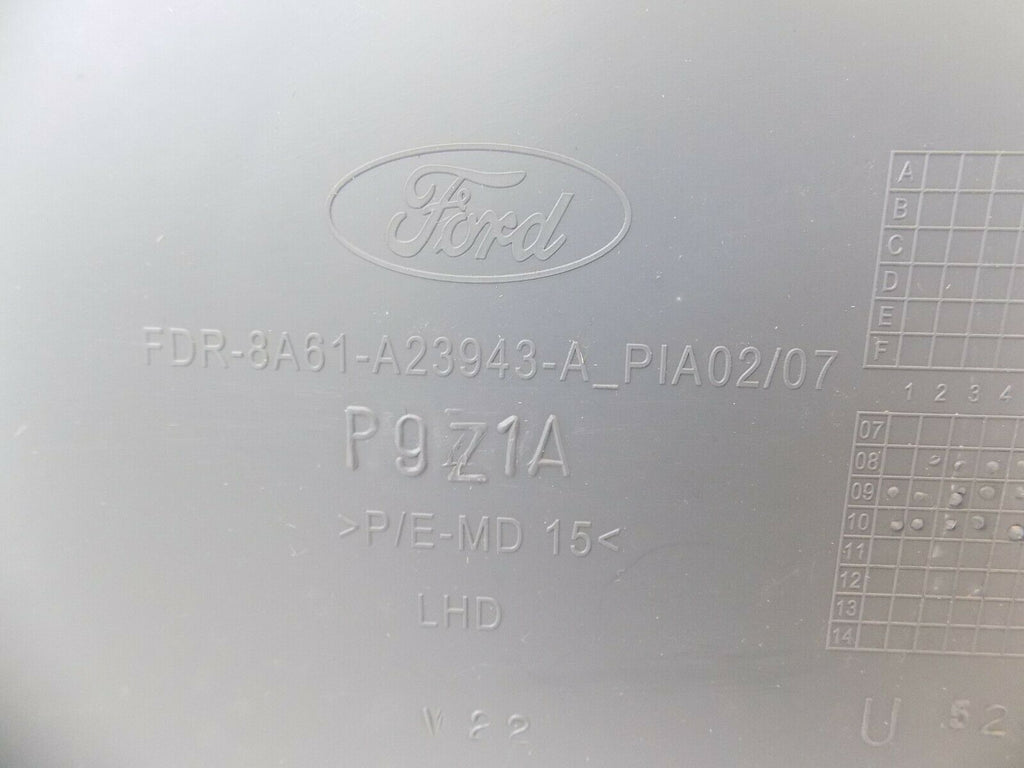 Ford
FDR-8A61-A23943-A_PIA02/07
P9Z1A
>P/E-MD 15<
LHD
V 22
A
B
C
D
E
F
1 2 3 4
07
08
09
10
11
12
13
14
U 52